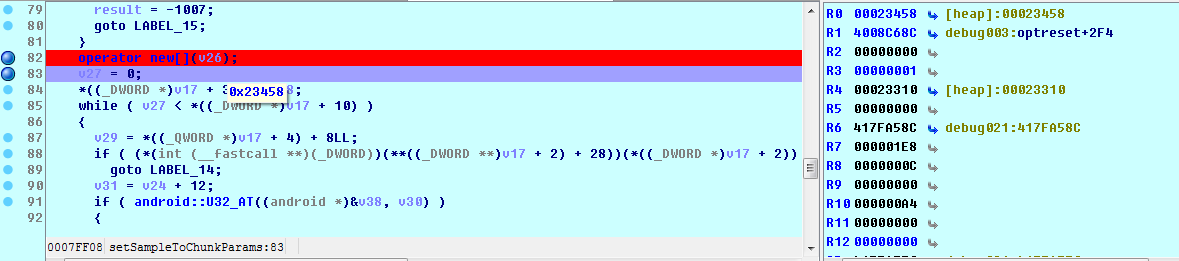 79 result = -1007;
80 goto LABEL_15;
81 }
82 operator new[](v26);
83 v27 = 0;
84 *((_DWORD *)v17 + 3 8;
0x23458
85 while ( v27 < *((_DWORD *)v17 + 10) )
86 {
87 v29 = *((_QWORD *)v17 + 4) + 8LL;
88 if ( (*(int (__fastcall **)(_DWORD))(**((_DWORD **)v17 + 2) + 28))(*((_DWORD *)v17 + 2))
89 goto LABEL_14;
90 v31 = v24 + 12;
91 if ( android::U32_AT((android *)&v38, v30) )
92 {
0007FF08 setSampleToChunkParams:83
R0 00023458 [heap]:00023458
R1 4008C68C debug003:optreset+2F4
R2 00000000
R3 00000001
R4 00023310 [heap]:00023310
R5 00000000
R6 417FA58C debug021:417FA58C
R7 000001E8
R8 0000000C
R9 00000000
R10 000000A4
R11 00000000
R12 00000000